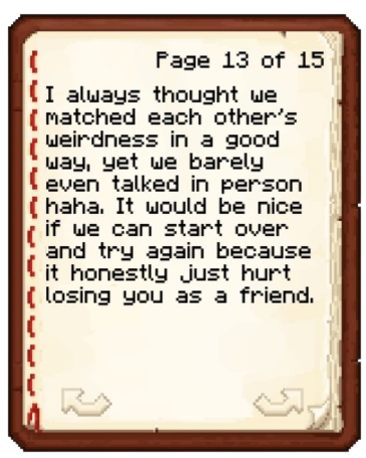 Page 13 of 15
I always thought we
matched each other's
weirdness in a good
way, yet we barely
even talked in person
haha. It would be nice
if we can start over
and try again because
it honestly just hurt
losing you as a friend.